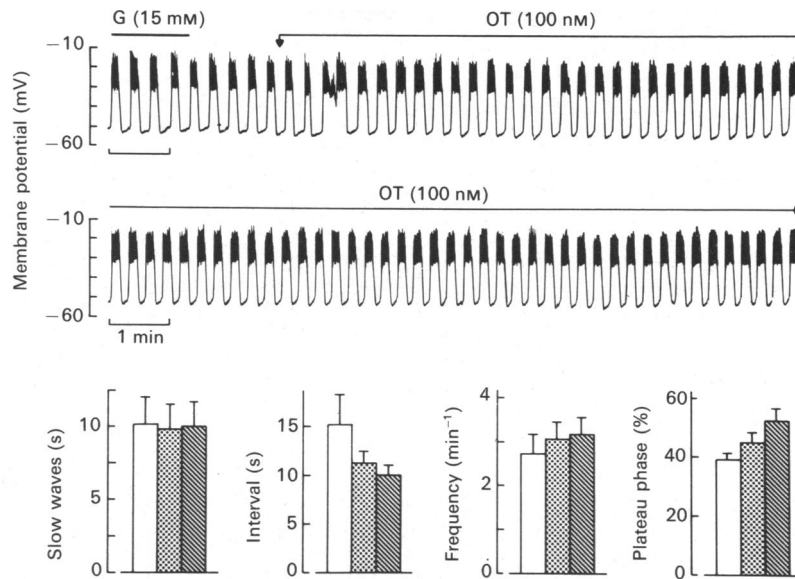 G (15 mM)
OT (100 nM)
−10
−60
Membrane potential (mV)
OT (100 nM)
−10
−60
1 min
Slow waves (s)
10
5
0
Interval (s)
15
10
5
0
Frequency (min⁻¹)
4
2
0
Plateau phase (%)
60
40
20
0